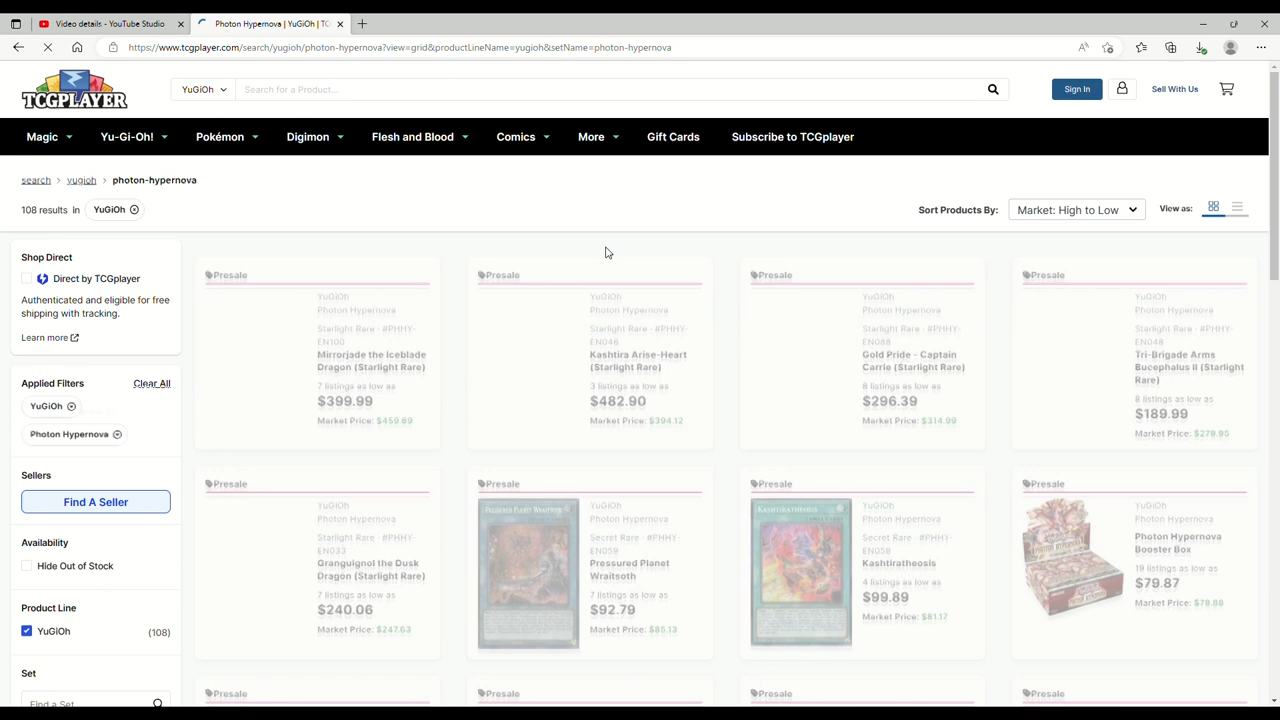 Video details - YouTube Studio
Photon Hypernova | YuGiOh | TC
https://www.tcgplayer.com/search/yugioh/photon-hypernova?view=grid&productLineName=yugioh&setName=photon-hypernova
TCGPLAYER
YuGiOh
Search for a Product...
Sign In
Sell With Us
Magic
Yu-Gi-Oh!
Pokémon
Digimon
Flesh and Blood
Comics
More
Gift Cards
Subscribe to TCGplayer
search > yugioh > photon-hypernova
108 results in YuGiOh
Sort Products By: Market: High to Low
View as:
Shop Direct
Direct by TCGplayer
Authenticated and eligible for free
shipping with tracking.
Learn more
Applied Filters
Clear All
YuGiOh
Photon Hypernova
Sellers
Find A Seller
Availability
Hide Out of Stock
Product Line
YuGiOh
(108)
Set
Find a Set
Presale
YuGiOh
Photon Hypernova
Starlight Rare · #PHHY-
EN100
Mirrorjade the Iceblade
Dragon (Starlight Rare)
7 listings as low as
$399.99
Market Price: $459.69
Presale
YuGiOh
Photon Hypernova
Starlight Rare · #PHHY-
EN046
Kashtira Arise-Heart
(Starlight Rare)
3 listings as low as
$482.90
Market Price: $394.12
Presale
YuGiOh
Photon Hypernova
Starlight Rare · #PHHY-
EN088
Gold Pride - Captain
Carrie (Starlight Rare)
8 listings as low as
$296.39
Market Price: $314.99
Presale
YuGiOh
Photon Hypernova
Starlight Rare · #PHHY-
EN048
Tri-Brigade Arms
Bucephalus II (Starlight
Rare)
8 listings as low as
$189.99
Market Price: $279.95
Presale
YuGiOh
Photon Hypernova
Starlight Rare · #PHHY-
EN033
Granguignol the Dusk
Dragon (Starlight Rare)
7 listings as low as
$240.06
Market Price: $247.63
Presale
PRESSURED PLANET WRAITSOTH
YuGiOh
Photon Hypernova
Secret Rare · #PHHY-
EN059
Pressured Planet
Wraitsoth
7 listings as low as
$92.79
Market Price: $85.13
Presale
KASHTIRATHEOSIS
YuGiOh
Photon Hypernova
Secret Rare · #PHHY-
EN058
Kashtiratheosis
4 listings as low as
$99.89
Market Price: $81.17
Presale
YuGiOh
Photon Hypernova
Photon Hypernova
Booster Box
19 listings as low as
$79.87
Market Price: $78.88
Presale
Presale
Presale
Presale